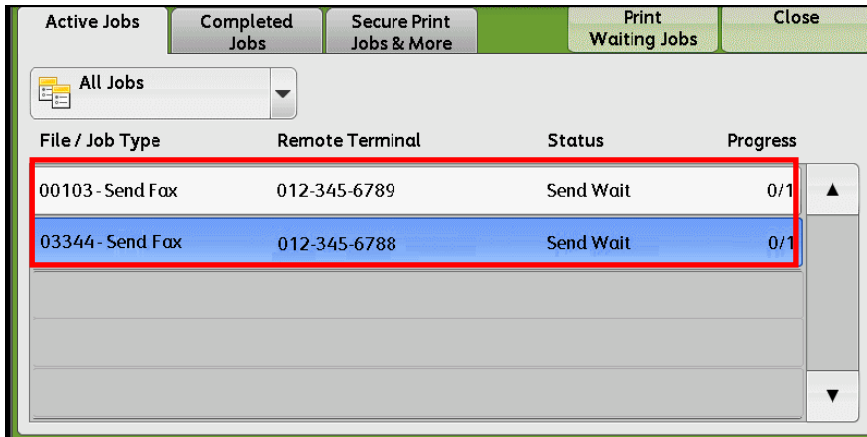 Active Jobs Completed Jobs Secure Print Jobs & More Print Waiting Jobs Close
All Jobs
File / Job Type Remote Terminal Status Progress
00103 - Send Fax 012-345-6789 Send Wait 0/1
03344 - Send Fax 012-345-6788 Send Wait 0/1